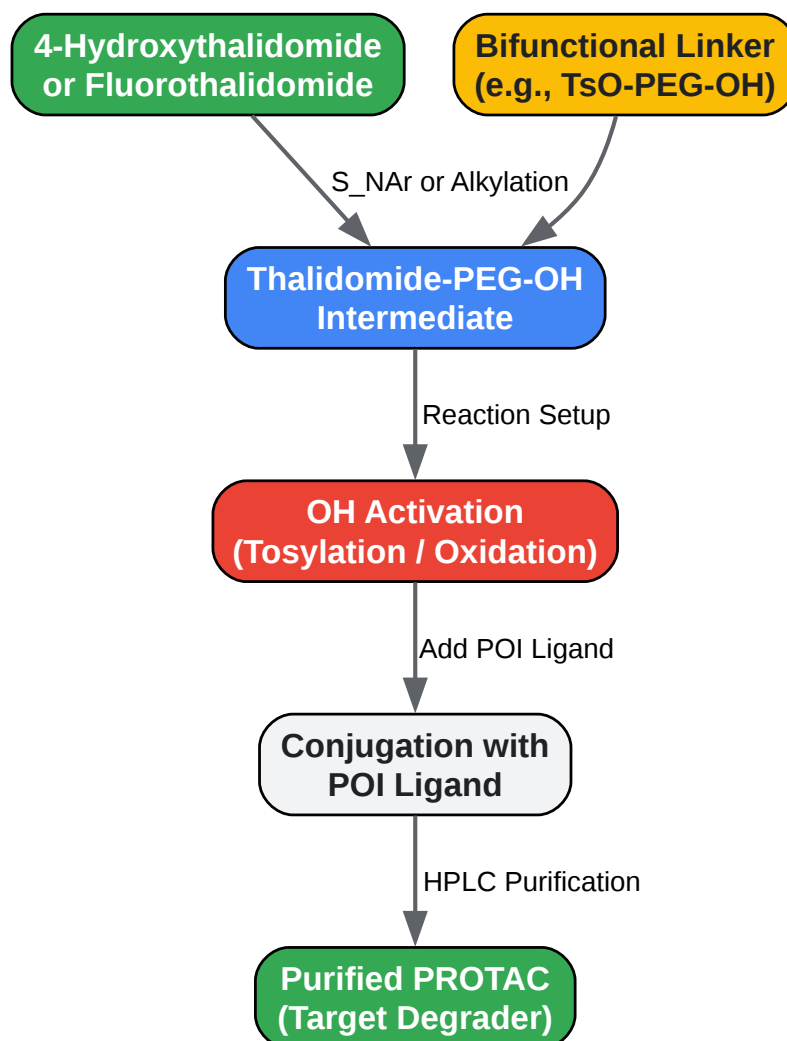 4-Hydroxythalidomide
or Fluorothalidomide
Bifunctional Linker
(e.g., TsO-PEG-OH)
S_NAr or Alkylation
Thalidomide-PEG-OH
Intermediate
Reaction Setup
OH Activation
(Tosylation / Oxidation)
Add POI Ligand
Conjugation with
POI Ligand
HPLC Purification
Purified PROTAC
(Target Degrader)